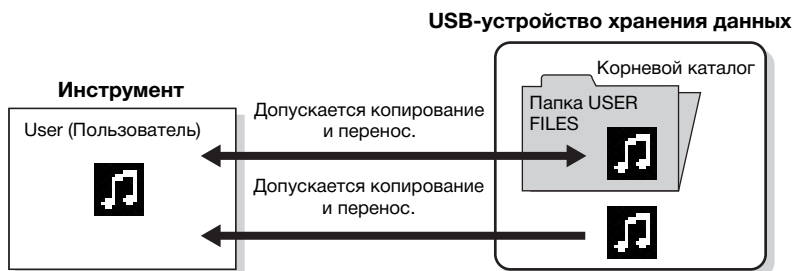 USB-устройство хранения данных
Инструмент
Корневой каталог
User (Пользователь)
Допускается копирование
и перенос.
Папка USER
FILES
Допускается копирование
и перенос.